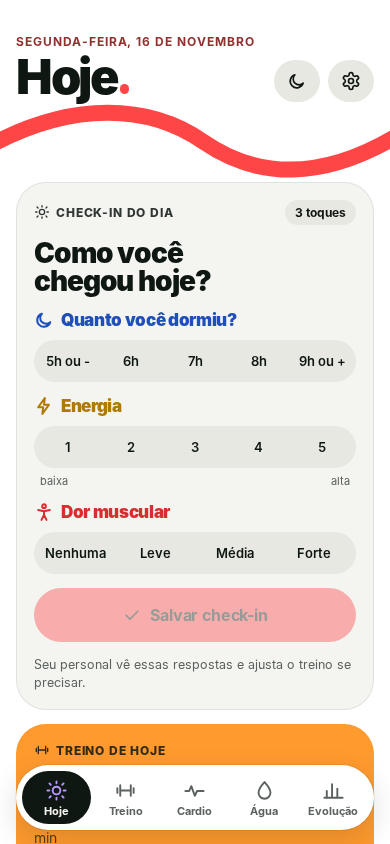 SEGUNDA-FEIRA, 16 DE NOVEMBRO
Hoje.
CHECK-IN DO DIA
3 toques
Como você
chegou hoje?
Quanto você dormiu?
5h ou - 6h 7h 8h 9h ou +
Energia
1 2 3 4 5
baixa alta
Dor muscular
Nenhuma Leve Média Forte
Salvar check-in
Seu personal vê essas respostas e ajusta o treino se
precisar.
TREINO DE HOJE
Hoje Treino Cardio Água Evolução
min